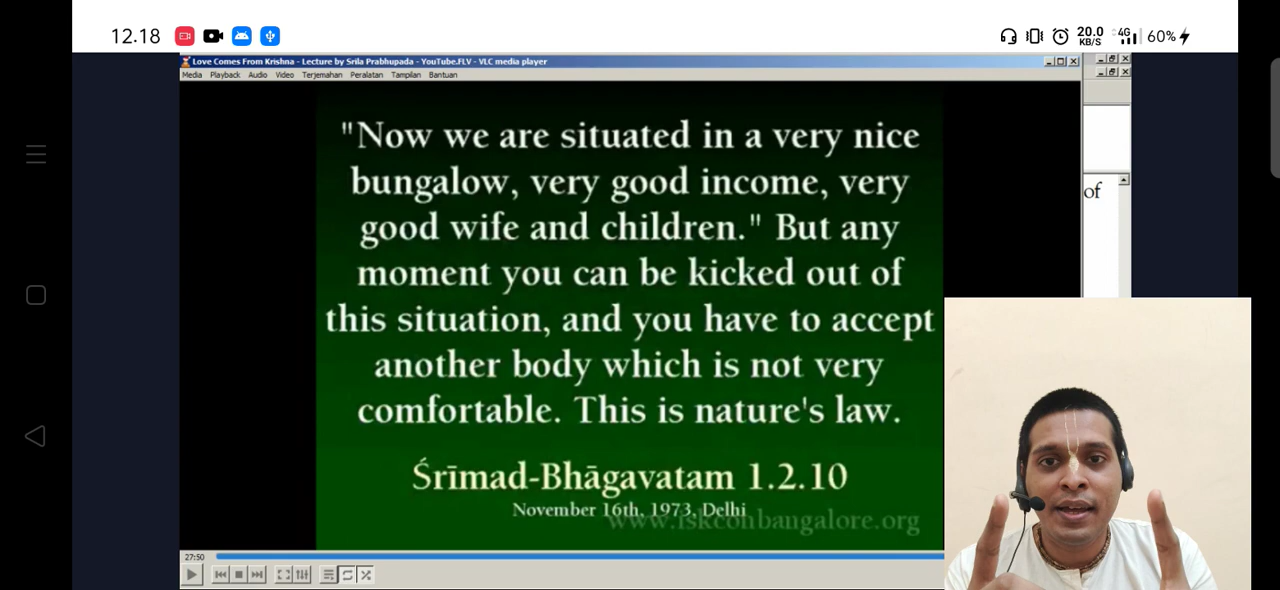 12.18
20.0
KB/S
4G
60%
Love Comes From Krishna - Lecture by Srila Prabhupada - YouTube.FLV - VLC media player
Media Playback Audio Video Terjemahan Peralatan Tampilan Bantuan
"Now we are situated in a very nice
bungalow, very good income, very
good wife and children." But any
moment you can be kicked out of
this situation, and you have to accept
another body which is not very
comfortable. This is nature's law.
Śrīmad-Bhāgavatam 1.2.10
November 16th, 1973, Delhi
www.iskconbangalore.org
of
27:50